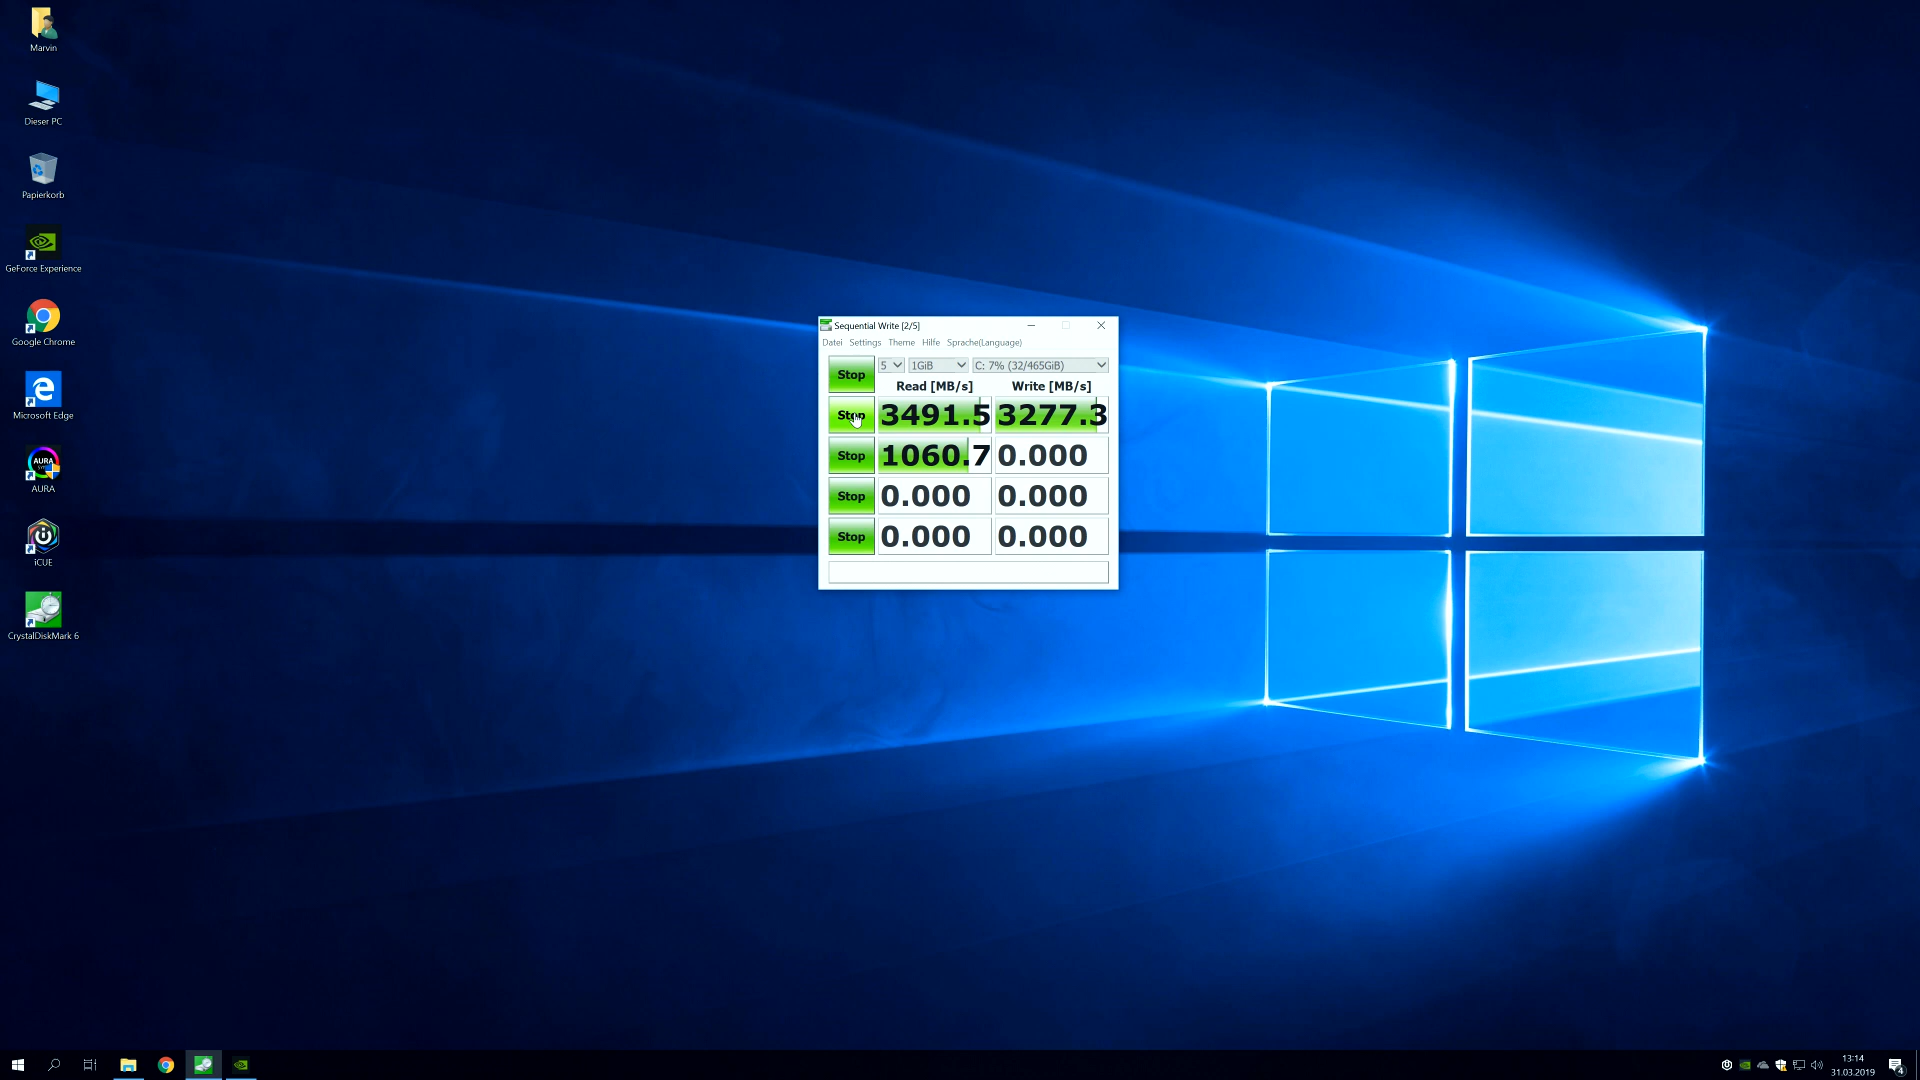 Marvin
Dieser PC
Papierkorb
GeForce Experience
Google Chrome
Microsoft Edge
AURA
AURA
iCUE
CrystalDiskMark 6
Sequential Write [2/5]
Datei Settings Theme Hilfe Sprache(Language)
Stop 5 1GiB C: 7% (32/465GiB)
Read [MB/s] Write [MB/s]
Stop 3491.5 3277.3
Stop 1060.7 0.000
Stop 0.000 0.000
Stop 0.000 0.000
13:14
31.03.2019
4